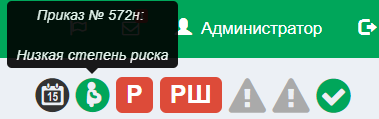 Приказ № 572н:
Администратор
Низкая степень риска
15
Р
РШ